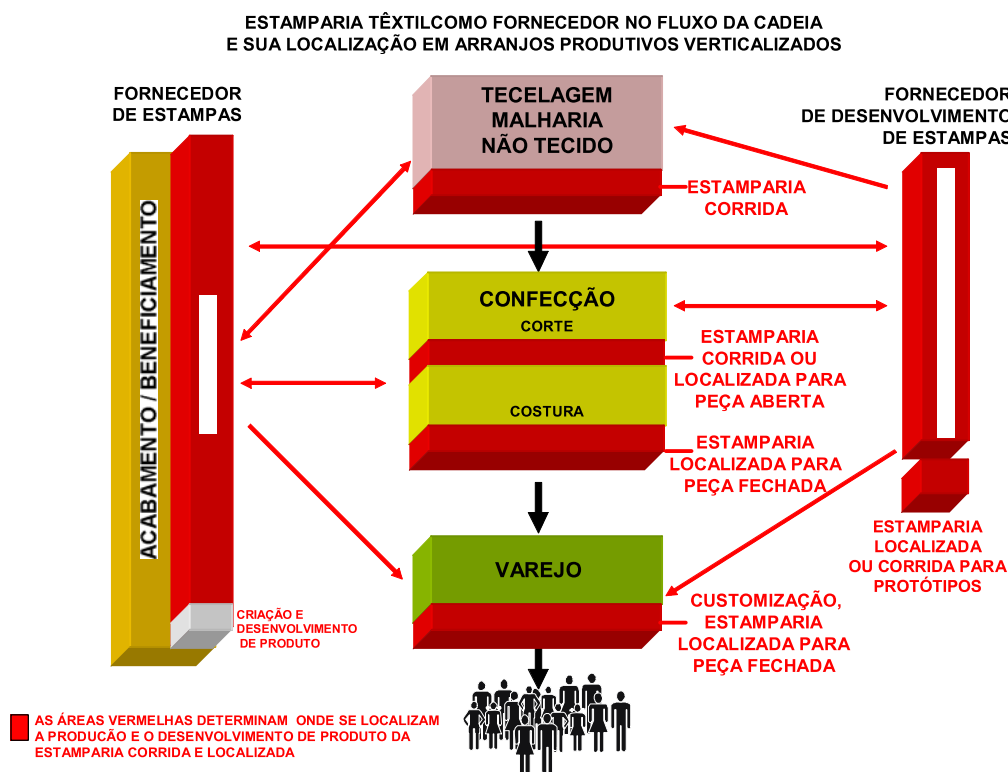 ESTAMPARIA TÊXTILCOMO FORNECEDOR NO FLUXO DA CADEIA
E SUA LOCALIZAÇÃO EM ARRANJOS PRODUTIVOS VERTICALIZADOS
FORNECEDOR
DE ESTAMPAS
ACABAMENTO / BENEFICIAMENTO
CRIAÇÃO E
DESENVOLVIMENTO
DE PRODUTO
TECELAGEM
MALHARIA
NÃO TECIDO
ESTAMPARIA
CORRIDA
CONFECÇÃO
CORTE
ESTAMPARIA
CORRIDA OU
LOCALIZADA PARA
PEÇA ABERTA
COSTURA
ESTAMPARIA
LOCALIZADA PARA
PEÇA FECHADA
VAREJO
CUSTOMIZAÇÃO,
ESTAMPARIA
LOCALIZADA PARA
PEÇA FECHADA
FORNECEDOR
DE DESENVOLVIMENTO
DE ESTAMPAS
ESTAMPARIA
LOCALIZADA
OU CORRIDA PARA
PROTÓTIPOS
AS ÁREAS VERMELHAS DETERMINAM ONDE SE LOCALIZAM
A PRODUCÃO E O DESENVOLVIMENTO DE PRODUTO DA
ESTAMPARIA CORRIDA E LOCALIZADA